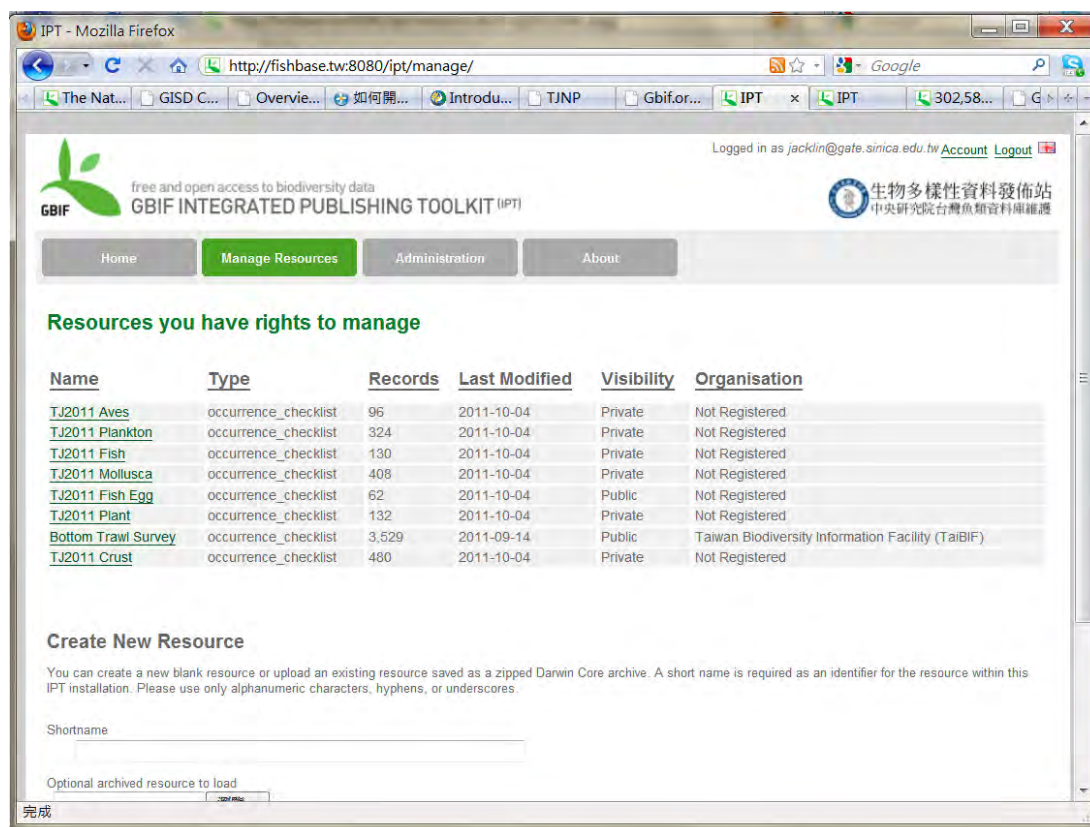 IPT - Mozilla Firefox
http://fishbase.tw:8080/ipt/manage/
Google
The Nat... GISD C... Overvie... 如何開... Introdu... TJNP Gbif.or... IPT x IPT 302,58... G
Logged in as jacklin@gate.sinica.edu.tw Account Logout
GBIF
free and open access to biodiversity data
GBIF INTEGRATED PUBLISHING TOOLKIT (IPT)
生物多樣性資料發佈站
中央研究院台灣魚類資料庫維護
Home Manage Resources Administration About
Resources you have rights to manage
Name Type Records Last Modified Visibility Organisation
TJ2011 Aves occurrence_checklist 96 2011-10-04 Private Not Registered
TJ2011 Plankton occurrence_checklist 324 2011-10-04 Private Not Registered
TJ2011 Fish occurrence_checklist 130 2011-10-04 Private Not Registered
TJ2011 Mollusca occurrence_checklist 408 2011-10-04 Private Not Registered
TJ2011 Fish Egg occurrence_checklist 62 2011-10-04 Public Not Registered
TJ2011 Plant occurrence_checklist 132 2011-10-04 Private Not Registered
Bottom Trawl Survey occurrence_checklist 3,529 2011-09-14 Public Taiwan Biodiversity Information Facility (TaiBIF)
TJ2011 Crust occurrence_checklist 480 2011-10-04 Private Not Registered
Create New Resource
You can create a new blank resource or upload an existing resource saved as a zipped Darwin Core archive. A short name is required as an identifier for the resource within this
IPT installation. Please use only alphanumeric characters, hyphens, or underscores.
Shortname
Optional archived resource to load
完成